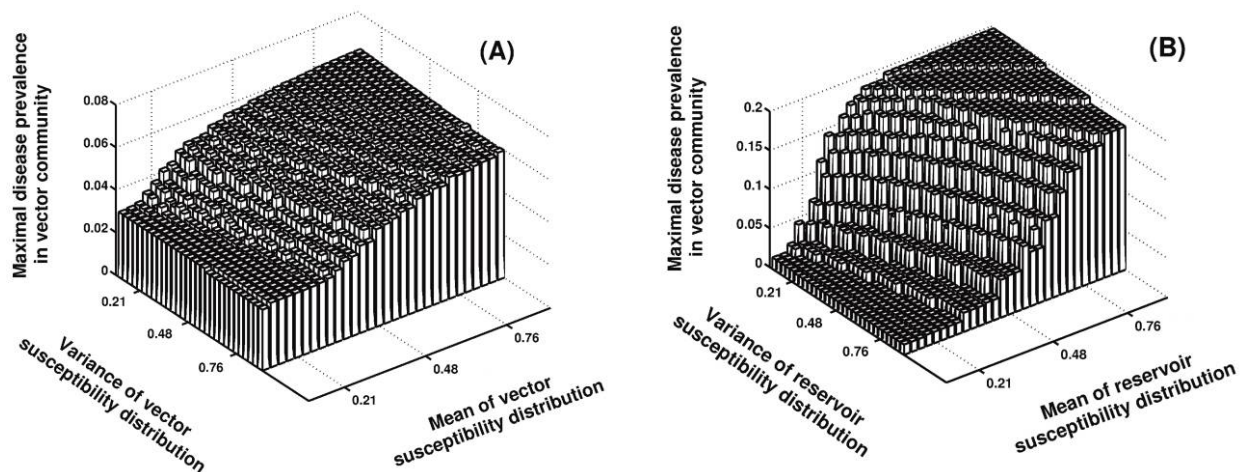 (A)
Maximal disease prevalence
in vector community
0.08
0.06
0.04
0.02
0
0.21
0.48
0.76
Variance of vector
susceptibility distribution
0.21
0.48
0.76
Mean of vector
susceptibility distribution
(B)
Maximal disease prevalence
in vector community
0.2
0.15
0.1
0.05
0
0.21
0.48
0.76
Variance of reservoir
susceptibility distribution
0.21
0.48
0.76
Mean of reservoir
susceptibility distribution